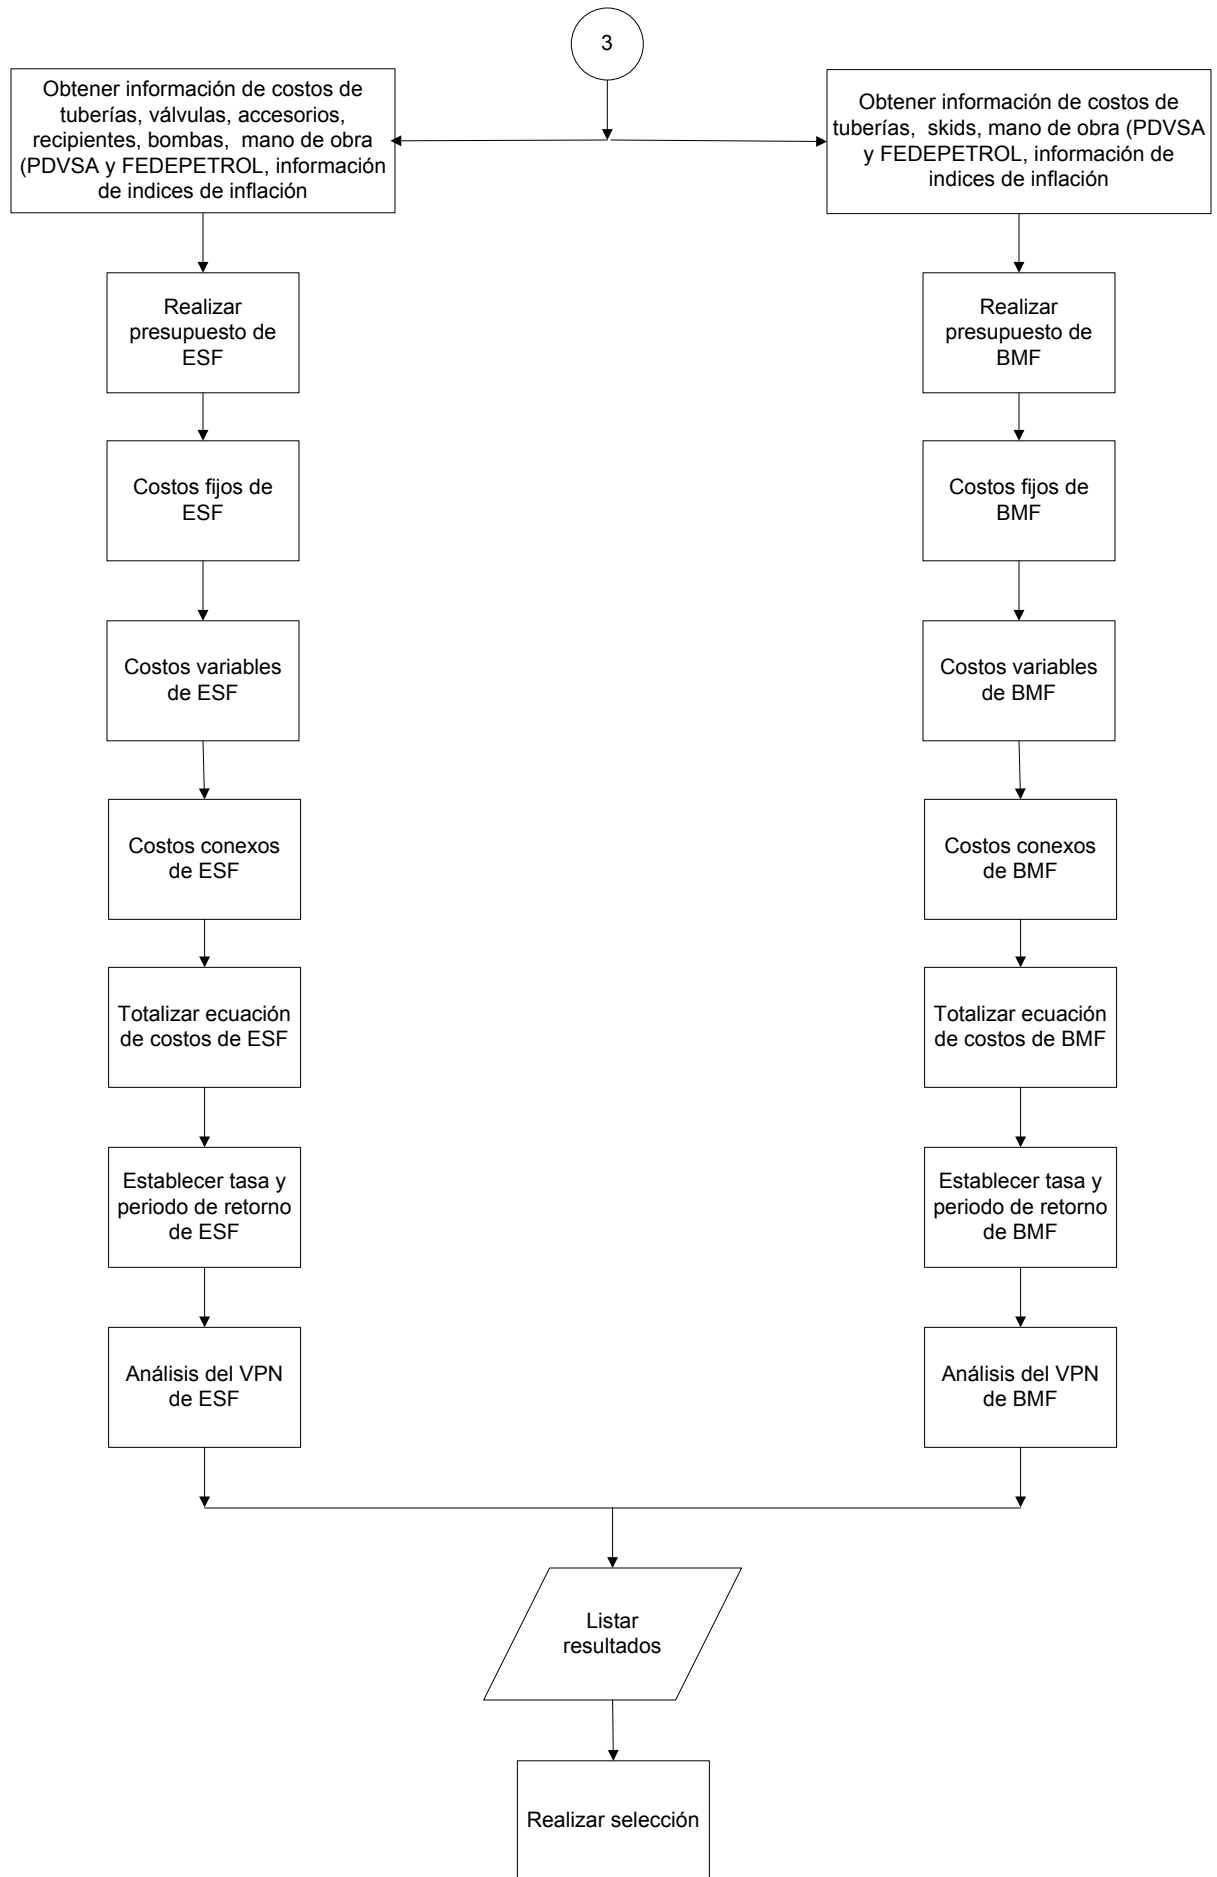 3
Obtener información de costos de
tuberías, válvulas, accesorios,
recipientes, bombas, mano de obra
(PDVSA y FEDEPETROL, información
de indices de inflación
Obtener información de costos de
tuberías, skids, mano de obra (PDVSA
y FEDEPETROL, información de
indices de inflación
Realizar
presupuesto de
ESF
Realizar
presupuesto de
BMF
Costos fijos de
ESF
Costos fijos de
BMF
Costos variables
de ESF
Costos variables
de BMF
Costos conexos
de ESF
Costos conexos
de BMF
Totalizar ecuación
de costos de ESF
Totalizar ecuación
de costos de BMF
Establecer tasa y
periodo de retorno
de ESF
Establecer tasa y
periodo de retorno
de BMF
Análisis del VPN
de ESF
Análisis del VPN
de BMF
Listar
resultados
Realizar selección